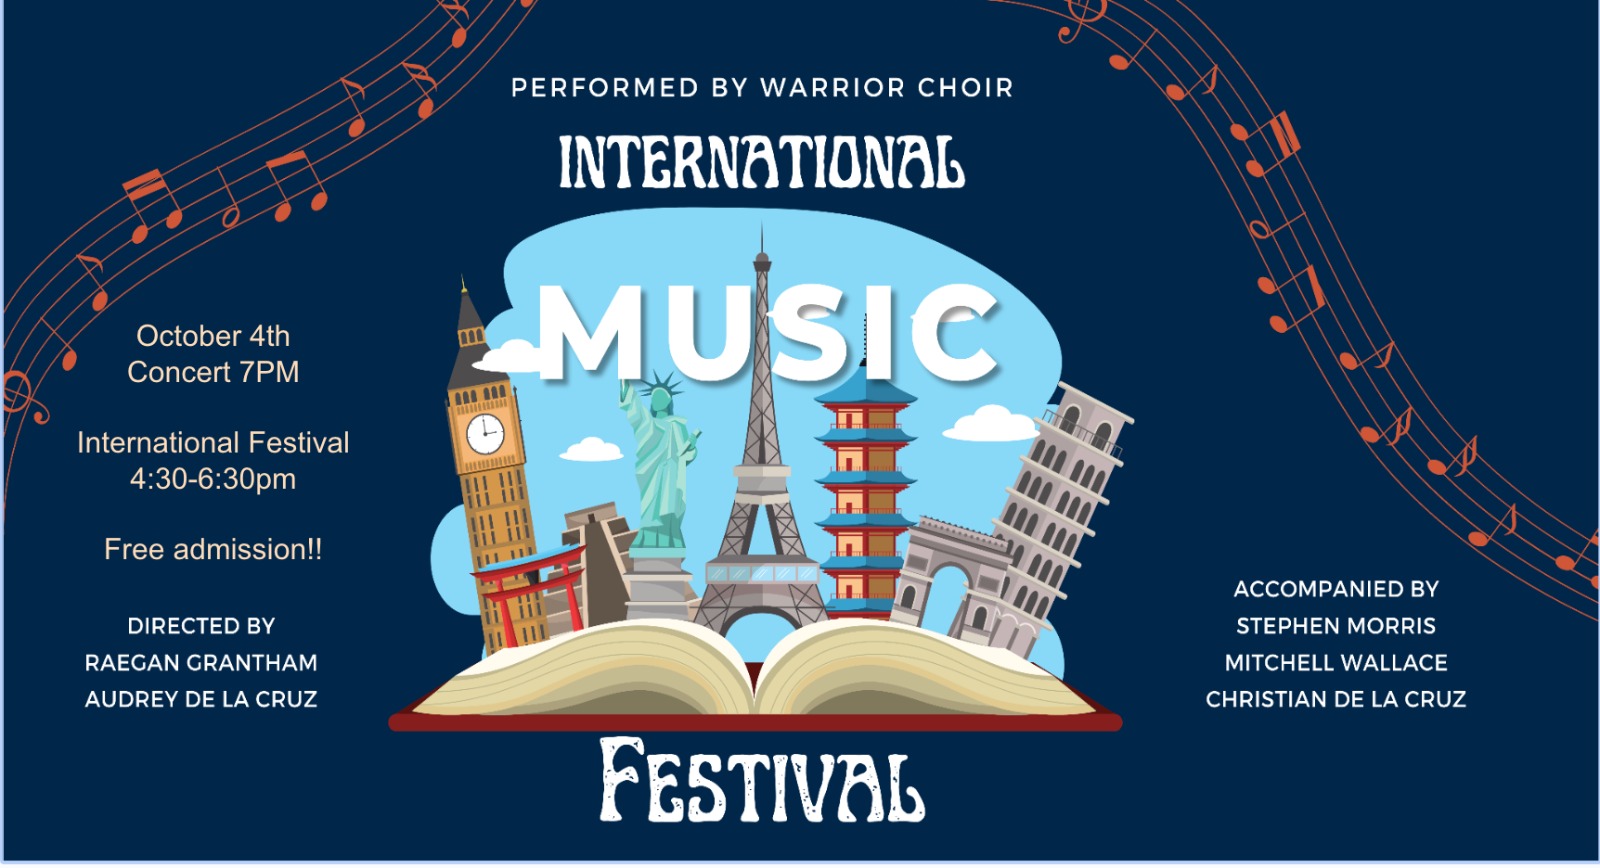 PERFORMED BY WARRIOR CHOIR
INTERNATIONAL
MUSIC
October 4th
Concert 7PM
International Festival
4:30-6:30pm
Free admission!!
DIRECTED BY
RAEGAN GRANTHAM
AUDREY DE LA CRUZ
ACCOMPANIED BY
STEPHEN MORRIS
MITCHELL WALLACE
CHRISTIAN DE LA CRUZ
FESTIVAL